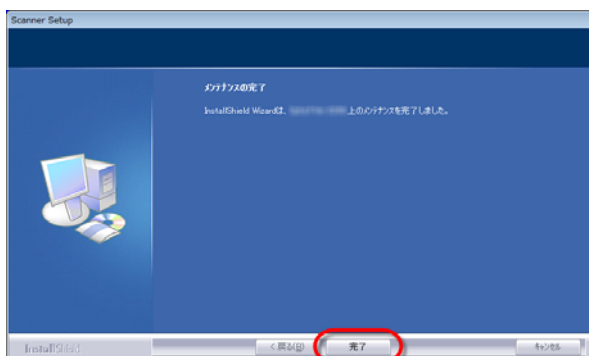 Scanner Setup
メンテナンスの完了
InstallShield Wizardは、 上のメンテナンスを完了しました。
InstallShield
< 戻る(B)
完了
キャンセル